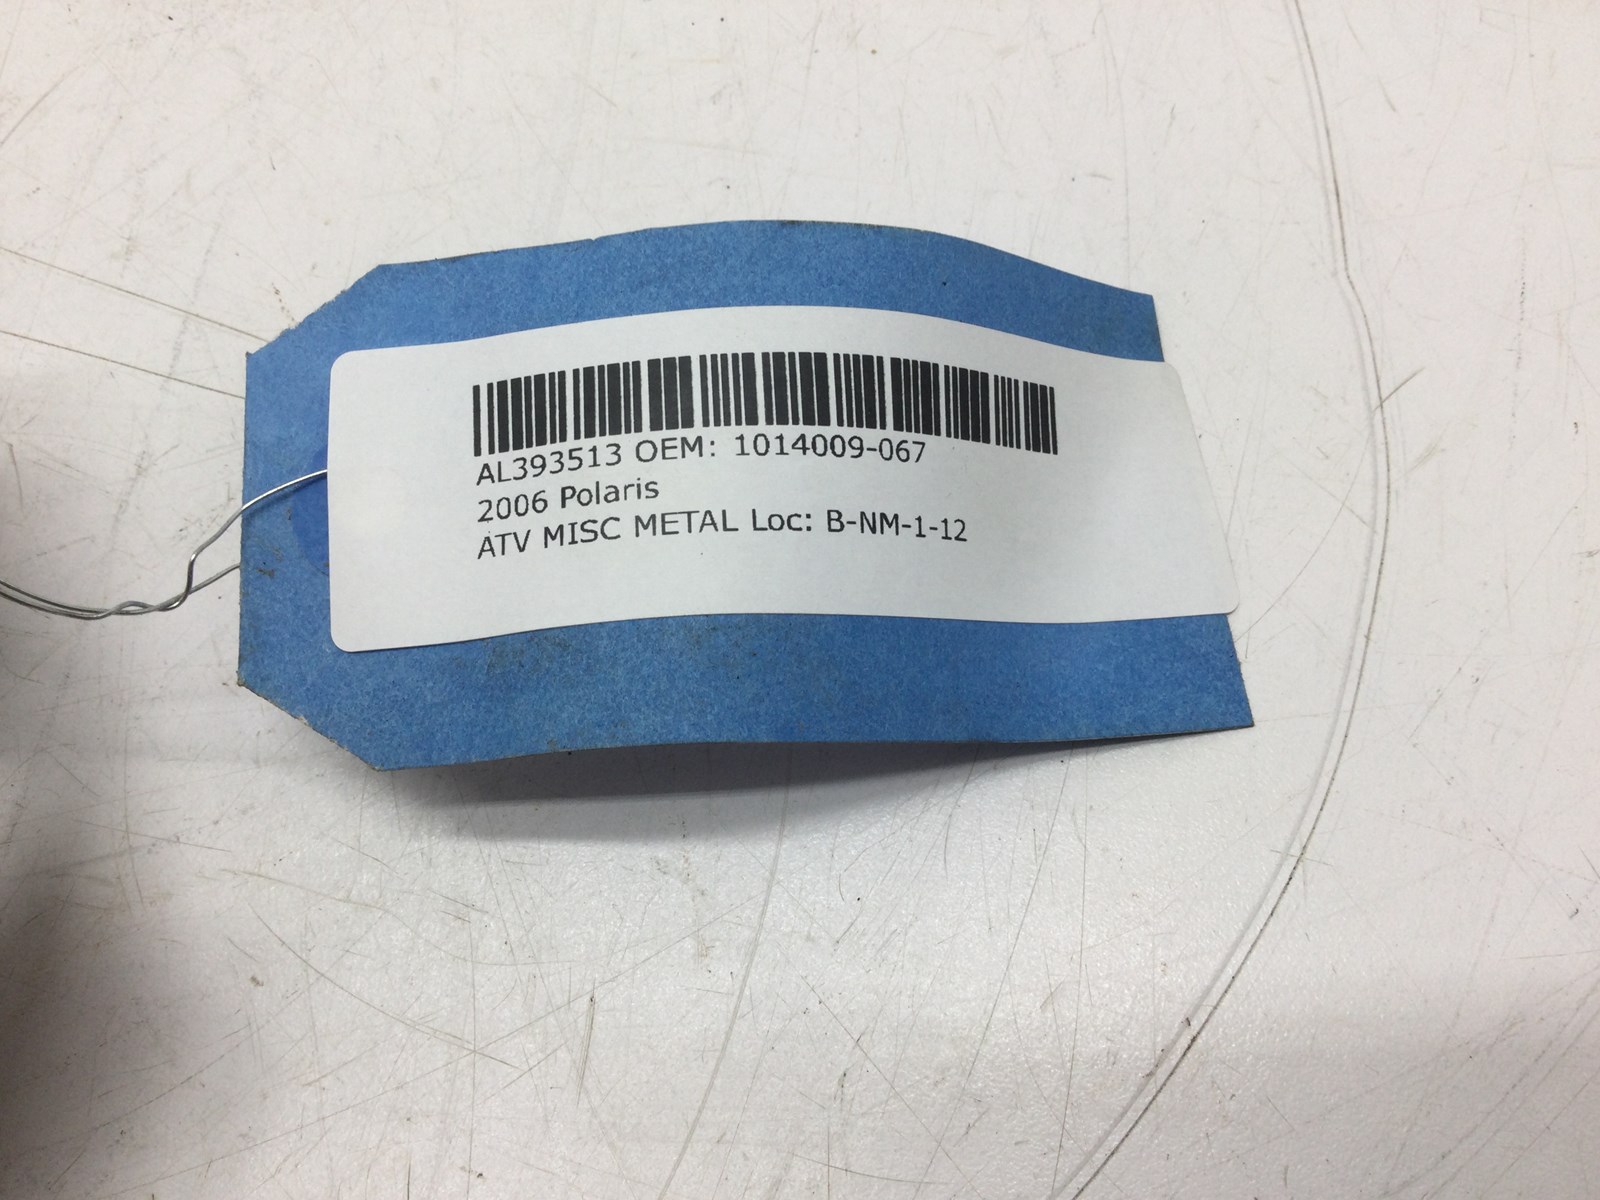 AL393513 OEM: 1014009-067
2006 Polaris
ATV MISC METAL Loc: B-NM-1-12